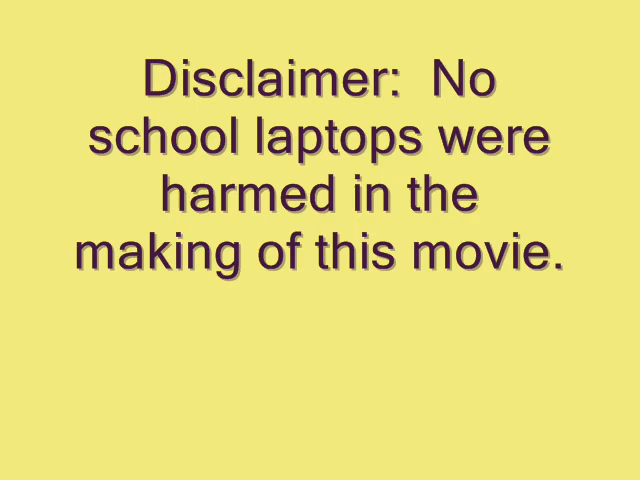 Disclaimer:  No
school laptops were
harmed in the
making of this movie.